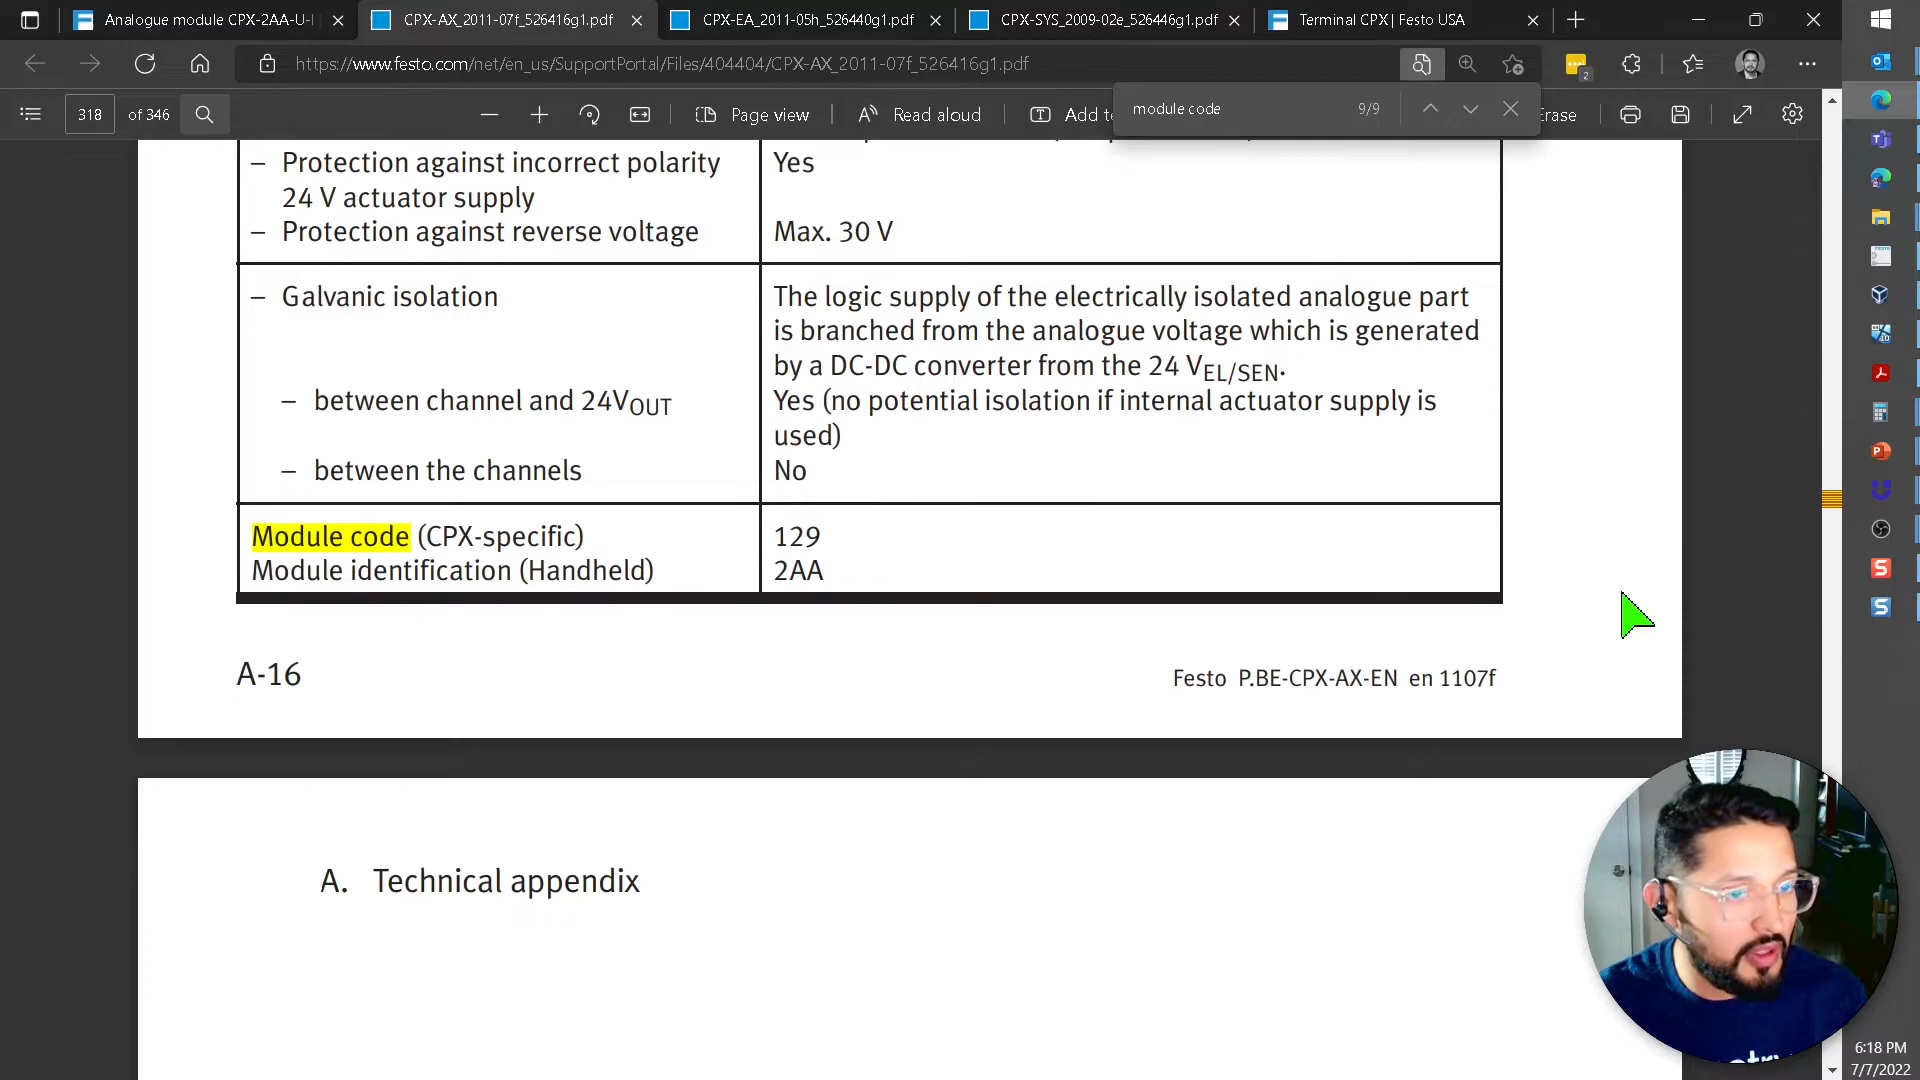 Analogue module CPX-2AA-U-I
CPX-AX_2011-07f_526416g1.pdf
CPX-EA_2011-05h_526440g1.pdf
CPX-SYS_2009-02e_526446g1.pdf
Terminal CPX | Festo USA
https://www.festo.com/net/en_us/SupportPortal/Files/404404/CPX-AX_2011-07f_526416g1.pdf
2
318 of 346
Page view
Read aloud
Add te
module code 9/9
Erase
– Protection against incorrect polarity Yes
24 V actuator supply
– Protection against reverse voltage Max. 30 V
– Galvanic isolation The logic supply of the electrically isolated analogue part
is branched from the analogue voltage which is generated
by a DC-DC converter from the 24 VEL/SEN.
– between channel and 24VOUT Yes (no potential isolation if internal actuator supply is
used)
– between the channels No
Module code (CPX-specific) 129
Module identification (Handheld) 2AA
A-16 Festo P.BE-CPX-AX-EN en 1107f
A. Technical appendix
6:18 PM
7/7/2022